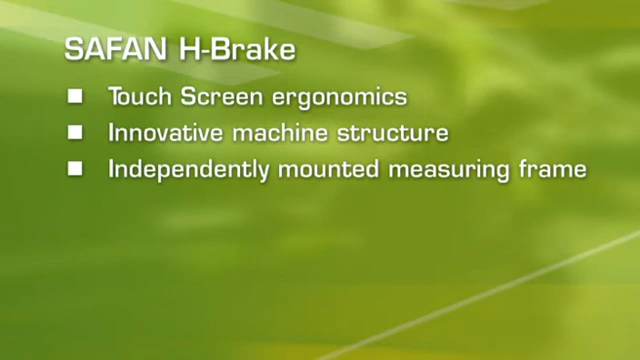 SAFAN H-Brake
Touch Screen ergonomics
Innovative machine structure
Independently mounted measuring frame